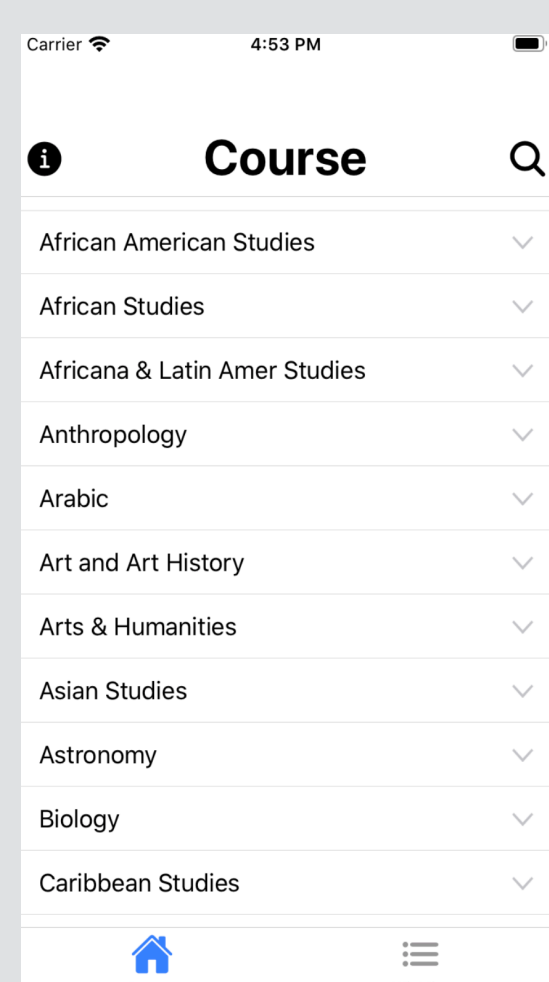 Carrier 4:53 PM
Course
African American Studies
African Studies
Africana & Latin Amer Studies
Anthropology
Arabic
Art and Art History
Arts & Humanities
Asian Studies
Astronomy
Biology
Caribbean Studies